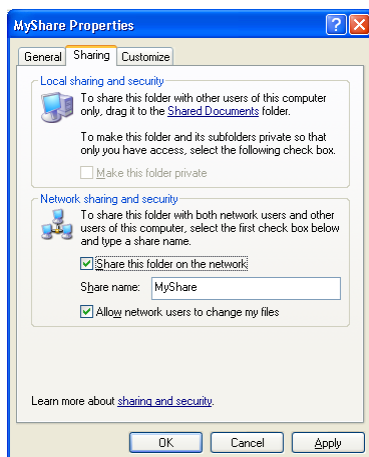 MyShare Properties
General Sharing Customize
Local sharing and security
To share this folder with other users of this computer
only, drag it to the Shared Documents folder.
To make this folder and its subfolders private so that
only you have access, select the following check box.
Make this folder private
Network sharing and security
To share this folder with both network users and other
users of this computer, select the first check box below
and type a share name.
Share this folder on the network
Share name: MyShare
Allow network users to change my files
Learn more about sharing and security.
OK Cancel Apply